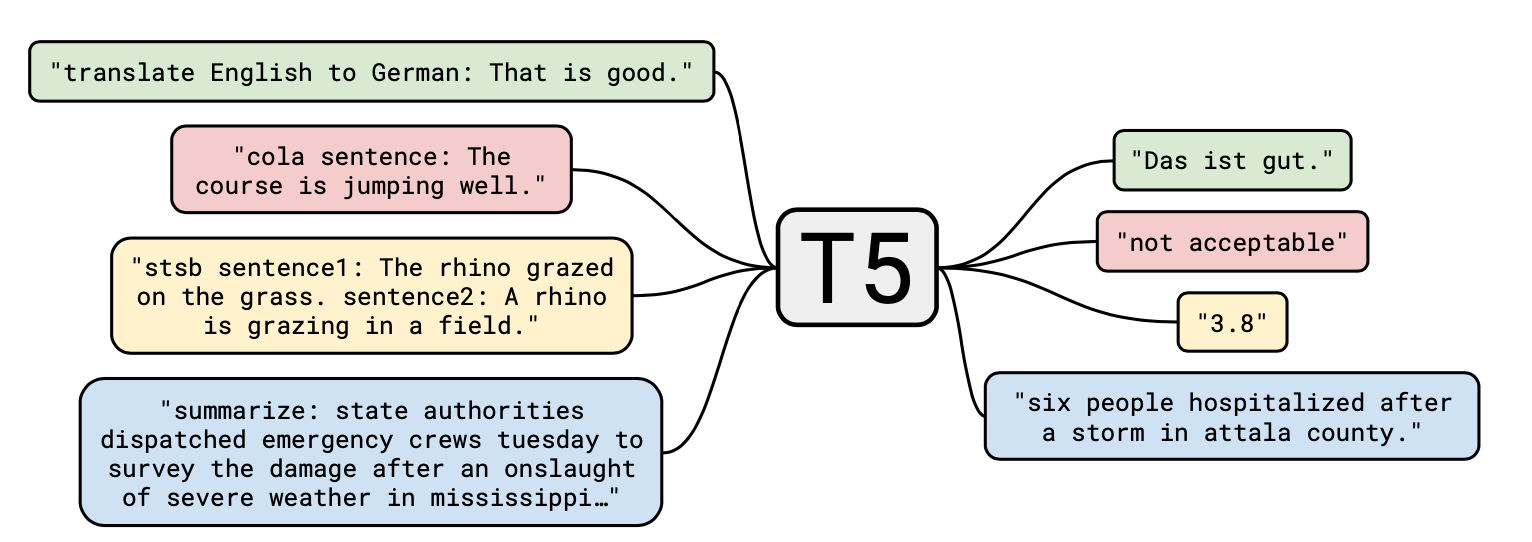 "translate English to German: That is good."
"cola sentence: The
course is jumping well."
"stsb sentence1: The rhino grazed
on the grass. sentence2: A rhino
is grazing in a field."
"summarize: state authorities
dispatched emergency crews tuesday to
survey the damage after an onslaught
of severe weather in mississippi…"
T5
"Das ist gut."
"not acceptable"
"3.8"
"six people hospitalized after
a storm in attala county."